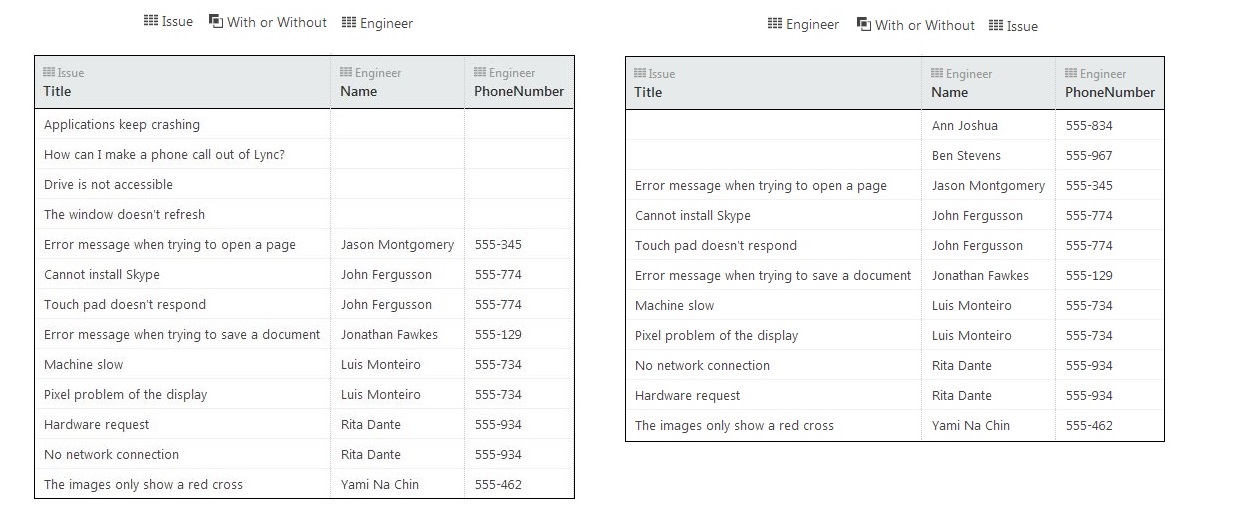 Issue With or Without Engineer
Issue Engineer Engineer
Title Name PhoneNumber
Applications keep crashing
How can I make a phone call out of Lync?
Drive is not accessible
The window doesn't refresh
Error message when trying to open a page Jason Montgomery 555-345
Cannot install Skype John Fergusson 555-774
Touch pad doesn't respond John Fergusson 555-774
Error message when trying to save a document Jonathan Fawkes 555-129
Machine slow Luis Monteiro 555-734
Pixel problem of the display Luis Monteiro 555-734
Hardware request Rita Dante 555-934
No network connection Rita Dante 555-934
The images only show a red cross Yami Na Chin 555-462
Engineer With or Without Issue
Issue Engineer Engineer
Title Name PhoneNumber
Ann Joshua 555-834
Ben Stevens 555-967
Error message when trying to open a page Jason Montgomery 555-345
Cannot install Skype John Fergusson 555-774
Touch pad doesn't respond John Fergusson 555-774
Error message when trying to save a document Jonathan Fawkes 555-129
Machine slow Luis Monteiro 555-734
Pixel problem of the display Luis Monteiro 555-734
No network connection Rita Dante 555-934
Hardware request Rita Dante 555-934
The images only show a red cross Yami Na Chin 555-462